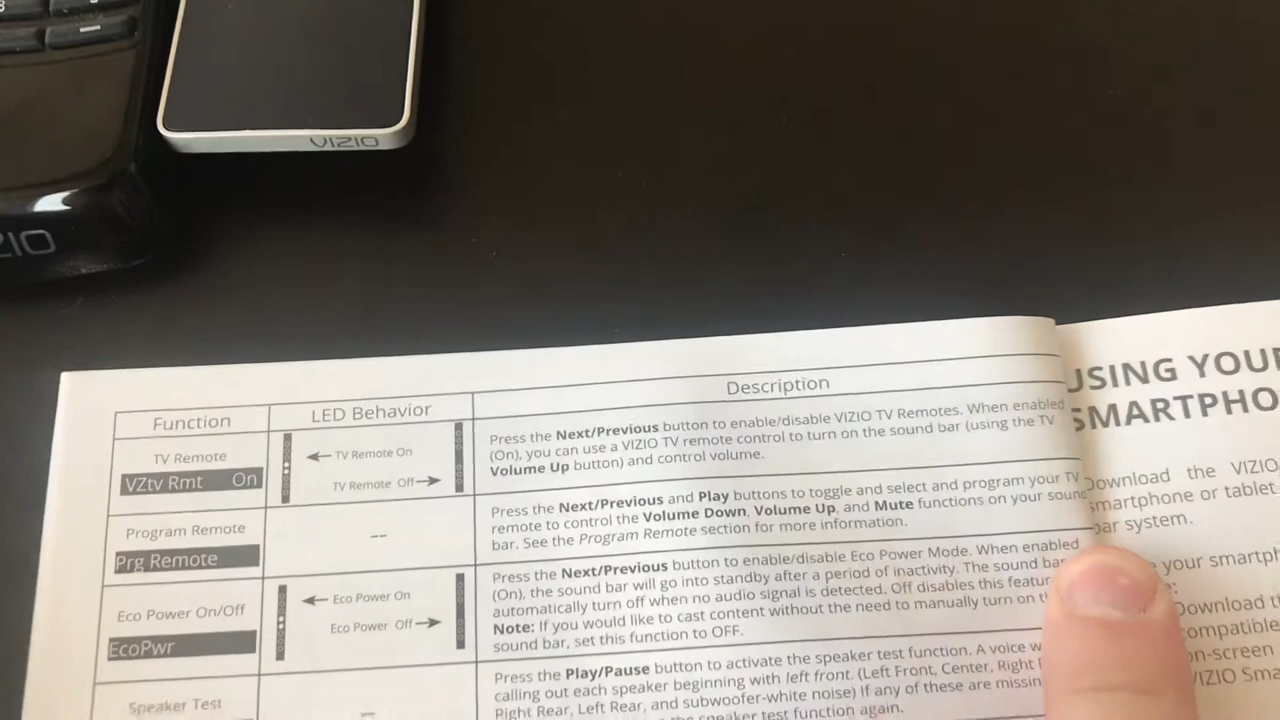 VIZIO
ZIO
Function
LED Behavior
Description
TV Remote
VZtv Rmt On
TV Remote On
TV Remote Off
Press the Next/Previous button to enable/disable VIZIO TV Remotes. When enabled
(On), you can use a VIZIO TV remote control to turn on the sound bar (using the TV
Volume Up button) and control volume.
Program Remote
Prg Remote
--
Press the Next/Previous and Play buttons to toggle and select and program your TV
remote to control the Volume Down, Volume Up, and Mute functions on your sound
bar. See the Program Remote section for more information.
Eco Power On/Off
EcoPwr
Eco Power On
Eco Power Off
Press the Next/Previous button to enable/disable Eco Power Mode. When enabled
(On), the sound bar will go into standby after a period of inactivity. The sound bar
automatically turn off when no audio signal is detected. Off disables this featur
Note: If you would like to cast content without the need to manually turn on
sound bar, set this function to OFF.
Speaker Test
--
Press the Play/Pause button to activate the speaker test function. A voice
calling out each speaker beginning with left front. (Left Front, Center, Right
Right Rear, Left Rear, and subwoofer-white noise) If any of these are missin
speaker test function again.
USING YOUR
SMARTPHO
Download the VIZIO
smartphone or tablet
bar system.
your smartph
Download th
compatible
on-screen
VIZIO Sma